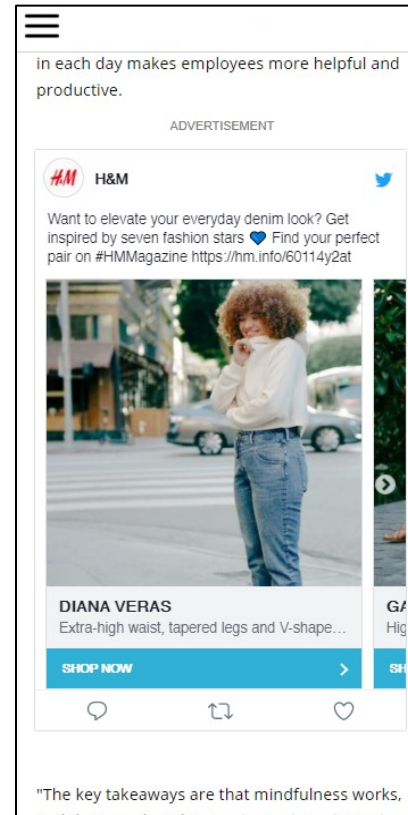 in each day makes employees more helpful and
productive.
ADVERTISEMENT
H&M H&M
Want to elevate your everyday denim look? Get
inspired by seven fashion stars 💙 Find your perfect
pair on #HMMagazine https://hm.info/60114y2at
DIANA VERAS
Extra-high waist, tapered legs and V-shape...
SHOP NOW
GA
Hig
SH
"The key takeaways are that mindfulness works,